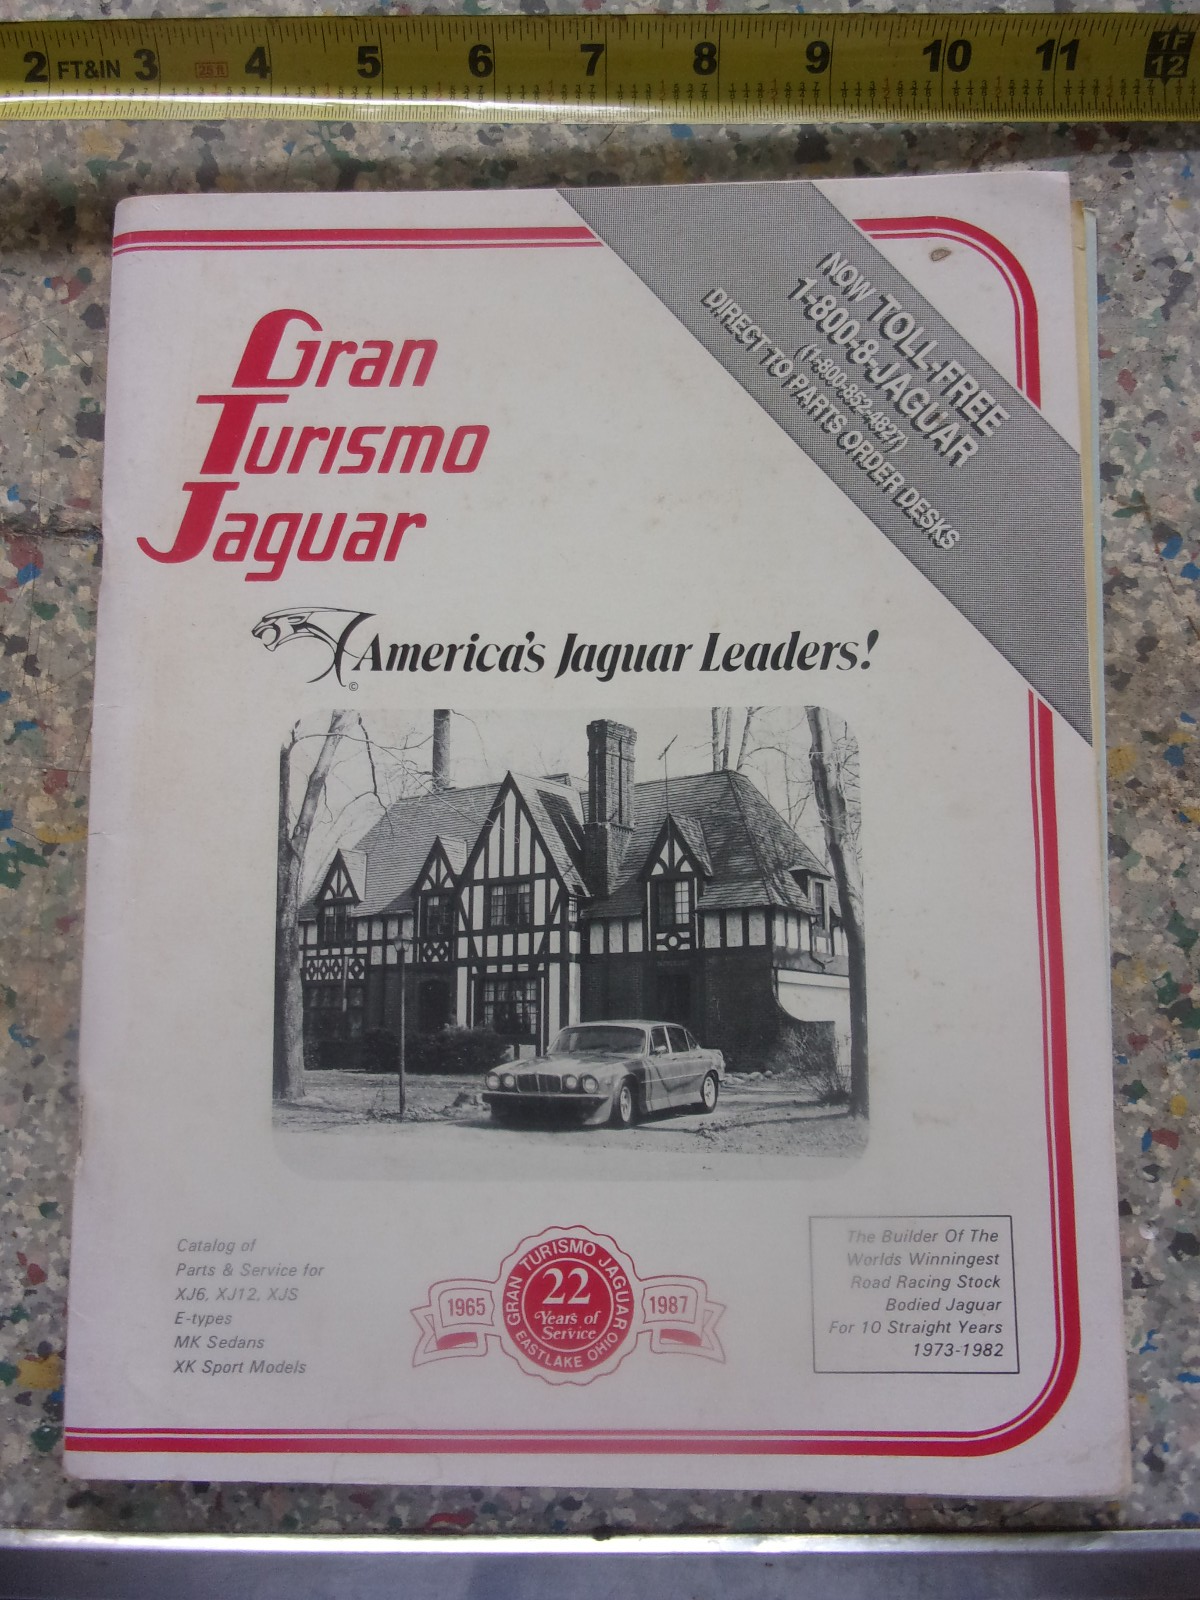 2 FT&IN 3 25 ft 4 5 6 7 8 9 10 11 1F 12
NOW TOLL-FREE
1-800-8-JAGUAR
(1-800-852-4827)
DIRECT TO PARTS ORDER DESKS
Gran
Turismo
Jaguar
America's Jaguar Leaders!
©
Catalog of
Parts & Service for
XJ6, XJ12, XJS
E-types
MK Sedans
XK Sport Models
GRAN TURISMO JAGUAR
1965
22
1987
Years of
Service
EASTLAKE OHIO
The Builder Of The
Worlds Winningest
Road Racing Stock
Bodied Jaguar
For 10 Straight Years
1973-1982